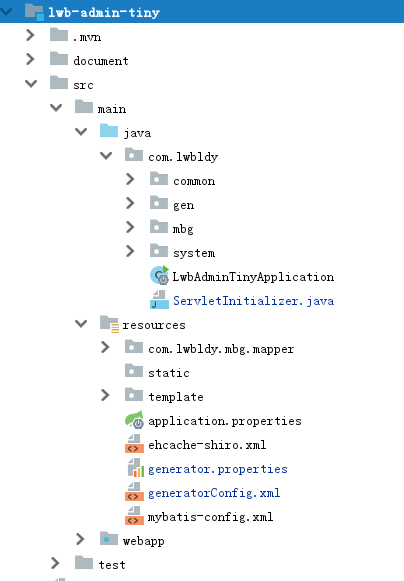 lwb-admin-tiny
.mvn
document
src
main
java
com.lwbldy
common
gen
mbg
system
LwbAdminTinyApplication
ServletInitializer.java
resources
com.lwbldy.mbg.mapper
static
template
application.properties
ehcache-shiro.xml
generator.properties
generatorConfig.xml
mybatis-config.xml
webapp
test